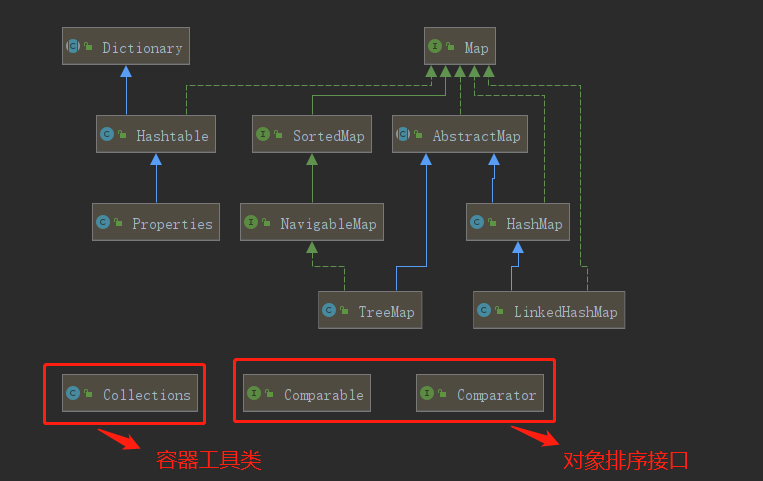 Dictionary
Map
Hashtable
SortedMap
AbstractMap
Properties
NavigableMap
HashMap
TreeMap
LinkedHashMap
Collections
Comparable
Comparator
容器工具类
对象排序接口